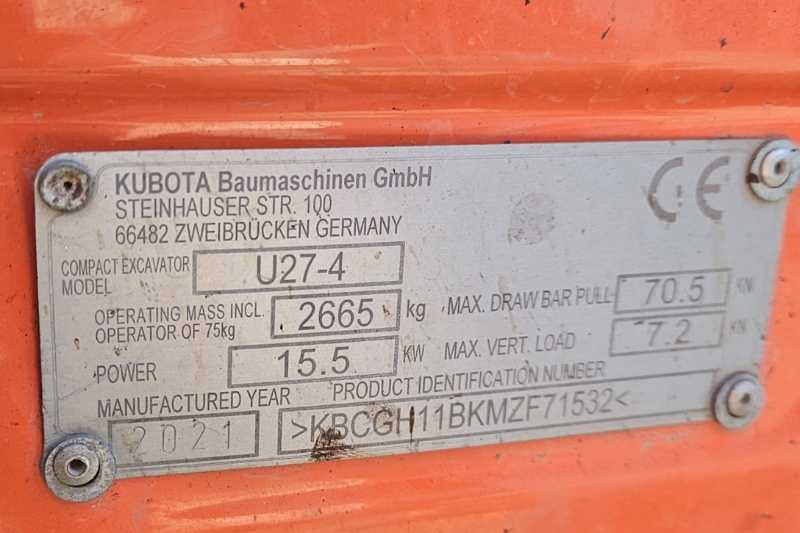 KUBOTA Baumaschinen GmbH
STEINHAUSER STR. 100
66482 ZWEIBRÜCKEN GERMANY
CE
COMPACT EXCAVATOR MODEL U27-4
OPERATING MASS INCL. OPERATOR OF 75kg 2665 kg
MAX. DRAW BAR PULL 70.5 KN
POWER 15.5 KW
MAX. VERT. LOAD 7.2 KN
MANUFACTURED YEAR
2021
PRODUCT IDENTIFICATION NUMBER
>KBCGH11BKMZF71532<